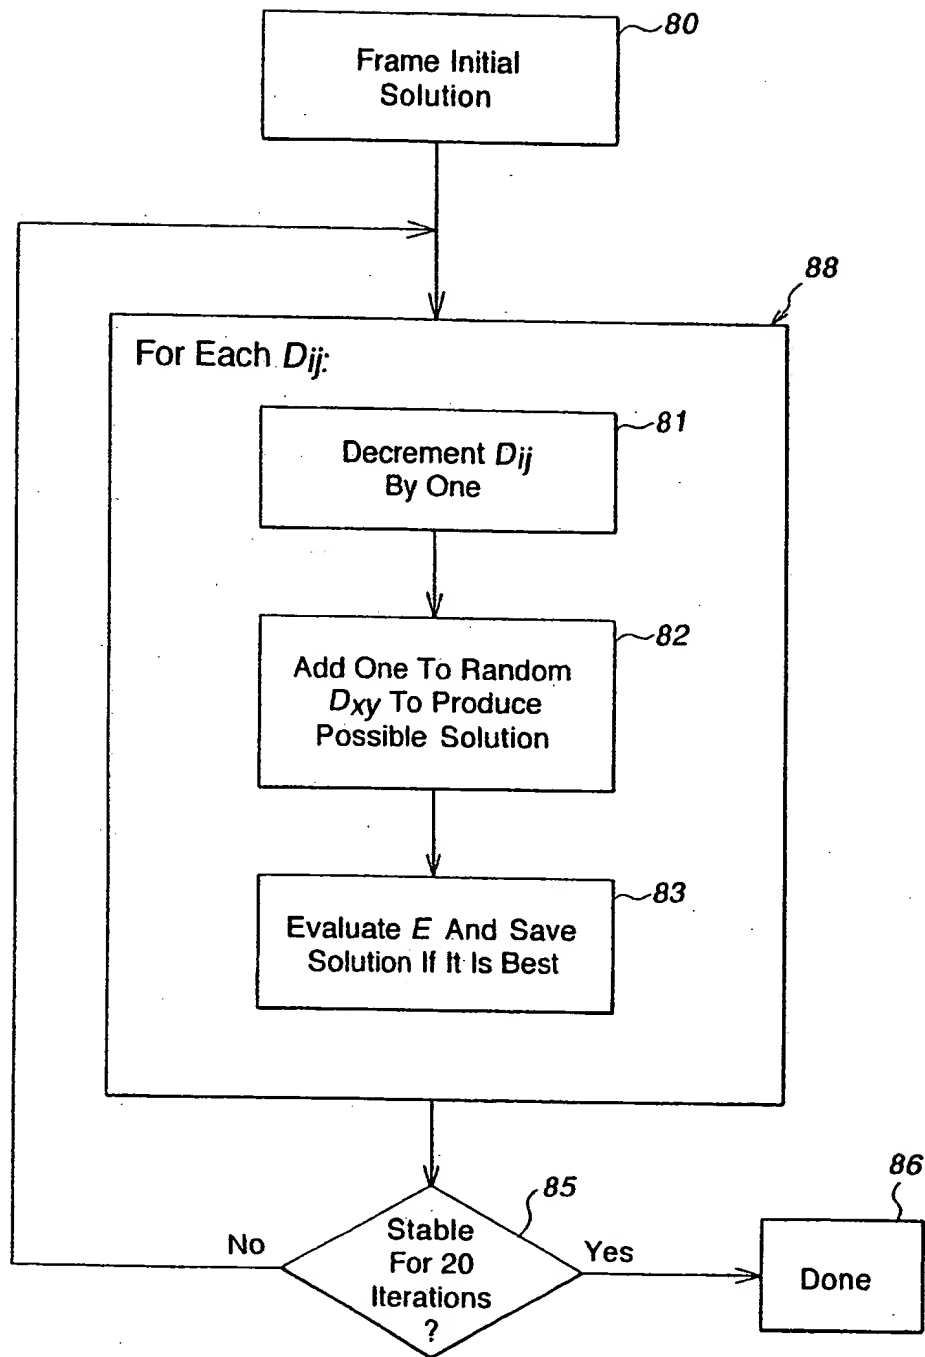 80
Frame Initial
Solution
88
For Each Dij:
81
Decrement Dij
By One
82
Add One To Random
Dxy To Produce
Possible Solution
83
Evaluate E And Save
Solution If It Is Best
85
86
Stable
For 20
Iterations
?
No
Yes
Done